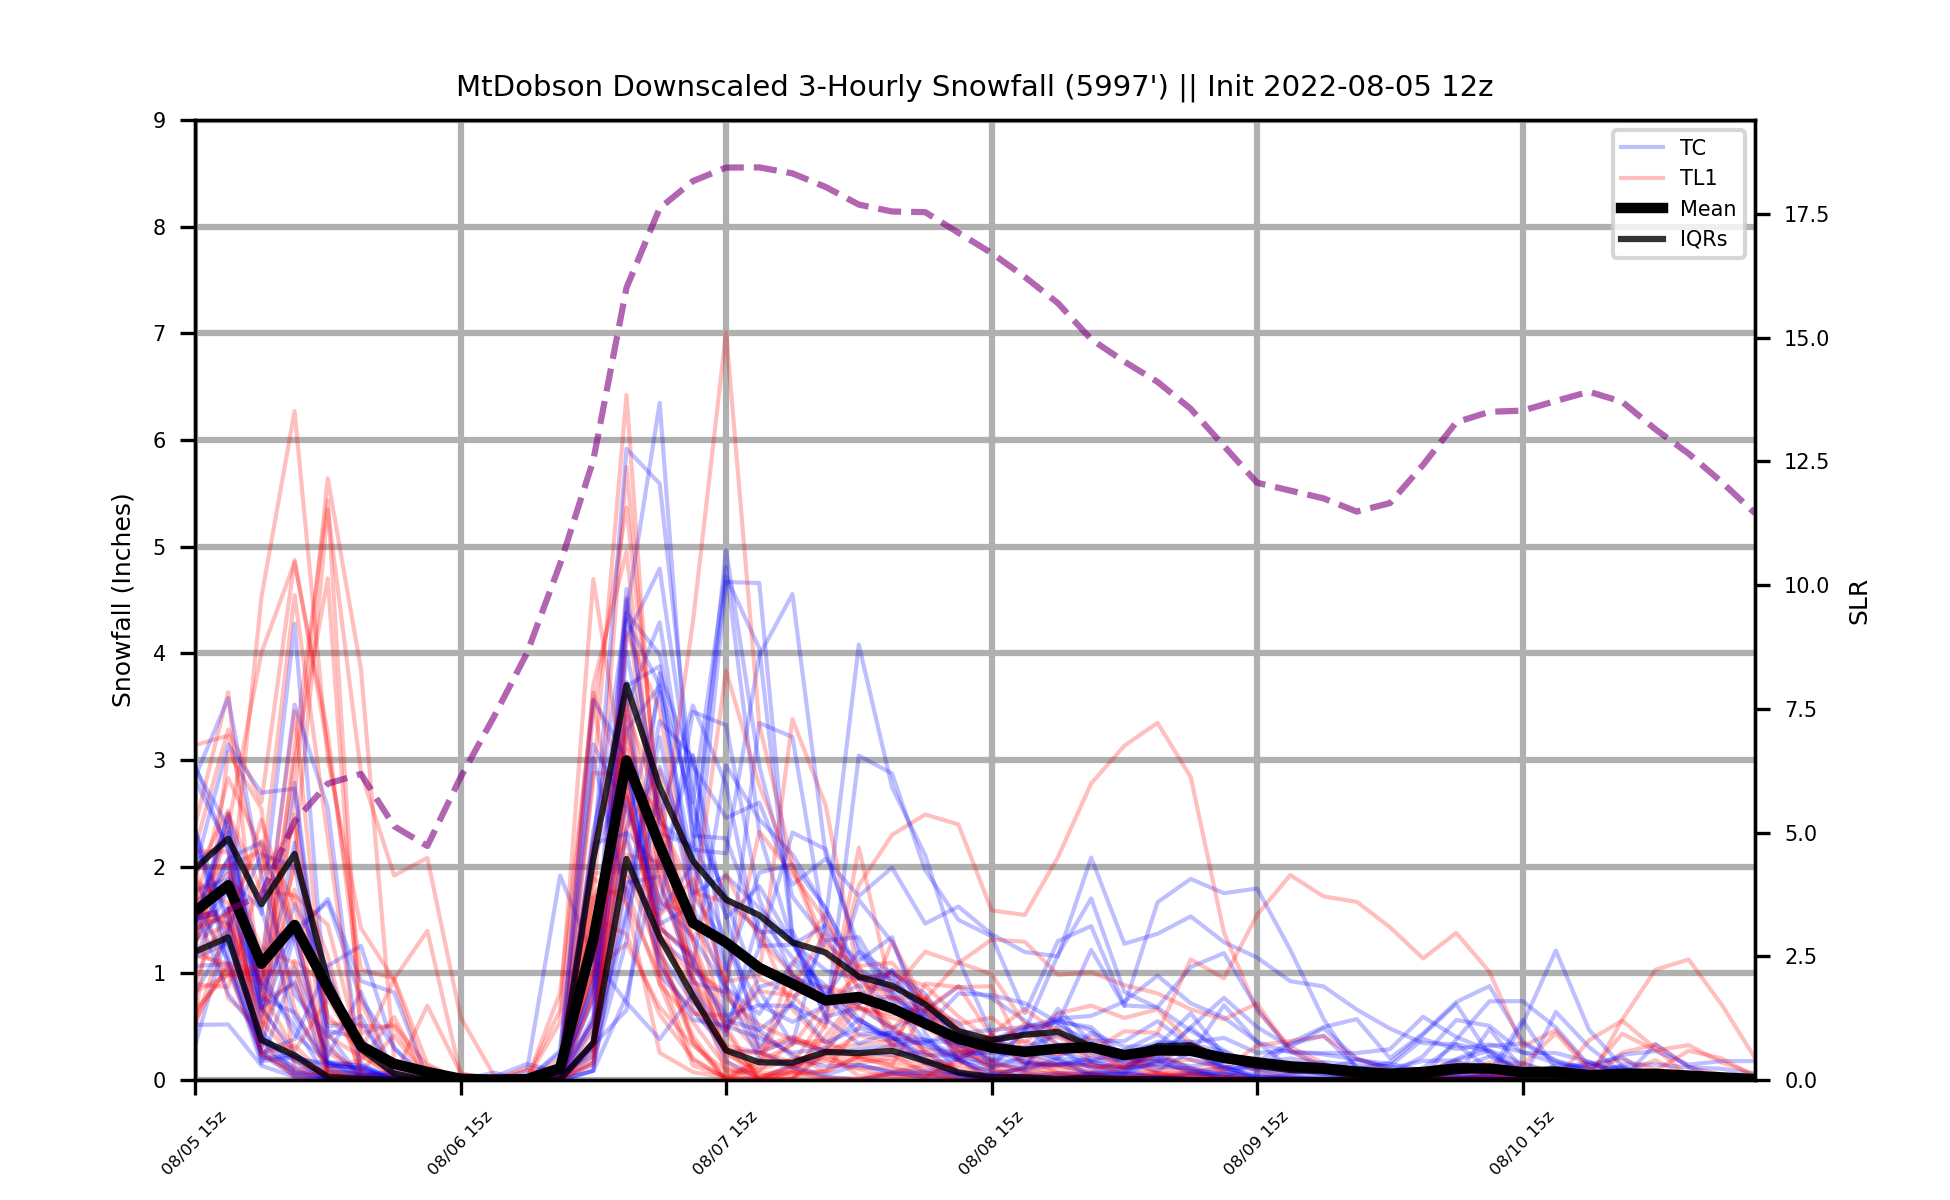 MtDobson Downscaled 3-Hourly Snowfall (5997') || Init 2022-08-05 12z
TC
TL1
Mean
IQRs
Snowfall (Inches)
9
8
7
6
5
4
3
2
1
0
17.5
15.0
12.5
10.0
7.5
5.0
2.5
0.0
SLR
08/05 15z
08/06 15z
08/07 15z
08/08 15z
08/09 15z
08/10 15z